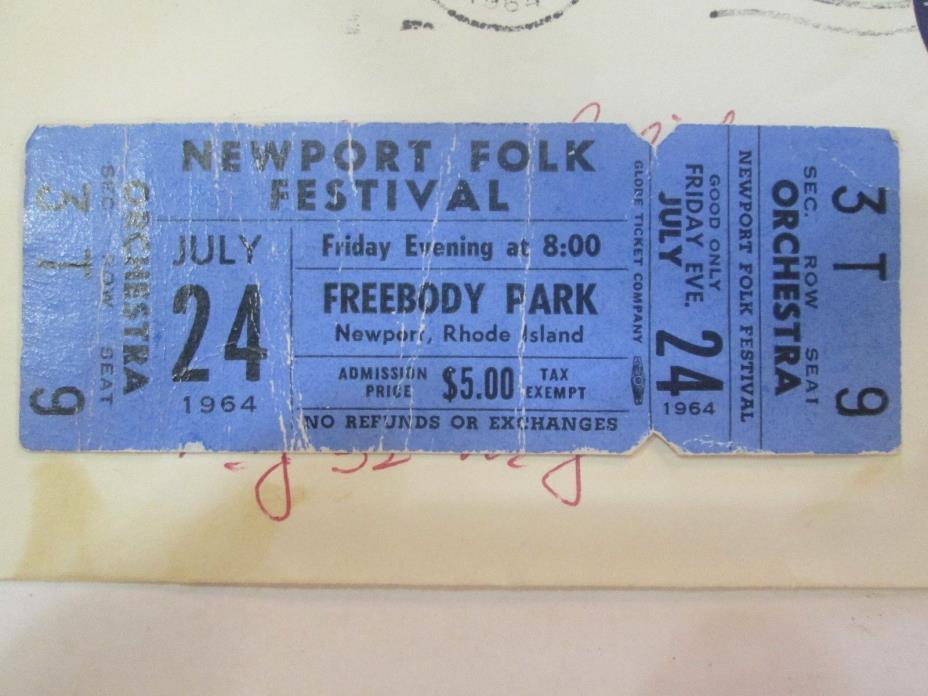 1964
3 T 9
SEC. ROW SEAT
ORCHESTRA
NEWPORT FOLK
FESTIVAL
JULY
24
1964
Friday Evening at 8:00
FREEBODY PARK
Newport, Rhode Island
ADMISSION PRICE $5.00 TAX EXEMPT
NO REFUNDS OR EXCHANGES
GLOBE TICKET COMPANY
GOOD ONLY
FRIDAY EVE.
JULY 24
1964
NEWPORT FOLK FESTIVAL
ORCHESTRA
SEC. ROW SEAT
3 T 9